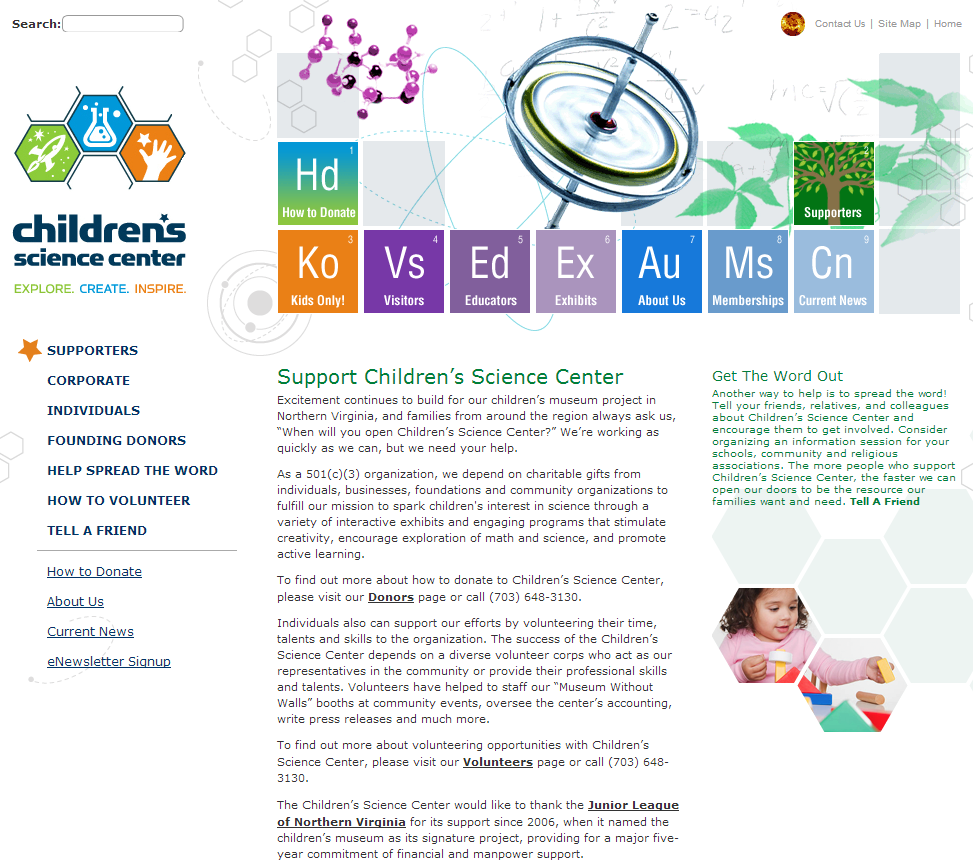 Search:
Contact Us | Site Map | Home
children's
science center
EXPLORE. CREATE. INSPIRE.
1
Hd
How to Donate
2
Supporters
3
Ko
Kids Only!
4
Vs
Visitors
5
Ed
Educators
6
Ex
Exhibits
7
Au
About Us
8
Ms
Memberships
9
Cn
Current News
SUPPORTERS
CORPORATE
INDIVIDUALS
FOUNDING DONORS
HELP SPREAD THE WORD
HOW TO VOLUNTEER
TELL A FRIEND
How to Donate
About Us
Current News
eNewsletter Signup
Support Children’s Science Center
Excitement continues to build for our children’s museum project in
Northern Virginia, and families from around the region always ask us,
“When will you open Children’s Science Center?” We’re working as
quickly as we can, but we need your help.
As a 501(c)(3) organization, we depend on charitable gifts from
individuals, businesses, foundations and community organizations to
fulfill our mission to spark children's interest in science through a
variety of interactive exhibits and engaging programs that stimulate
creativity, encourage exploration of math and science, and promote
active learning.
To find out more about how to donate to Children’s Science Center,
please visit our Donors page or call (703) 648-3130.
Individuals also can support our efforts by volunteering their time,
talents and skills to the organization. The success of the Children’s
Science Center depends on a diverse volunteer corps who act as our
representatives in the community or provide their professional skills
and talents. Volunteers have helped to staff our “Museum Without
Walls” booths at community events, oversee the center’s accounting,
write press releases and much more.
To find out more about volunteering opportunities with Children’s
Science Center, please visit our Volunteers page or call (703) 648-
3130.
The Children’s Science Center would like to thank the Junior League
of Northern Virginia for its support since 2006, when it named the
children’s museum as its signature project, providing for a major five-
year commitment of financial and manpower support.
Get The Word Out
Another way to help is to spread the word!
Tell your friends, relatives, and colleagues
about Children’s Science Center and
encourage them to get involved. Consider
organizing an information session for your
schools, community and religious
associations. The more people who support
Children’s Science Center, the faster we can
open our doors to be the resource our
families want and need. Tell A Friend